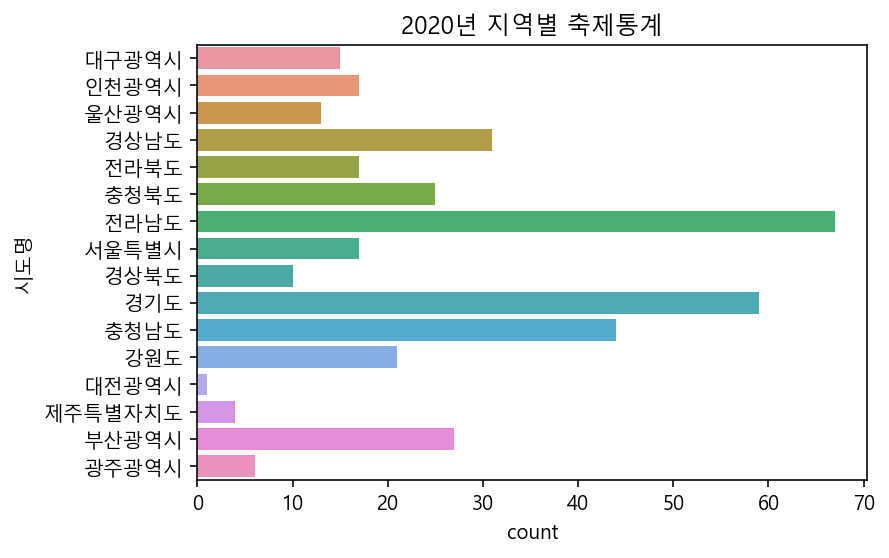 2020년 지역별 축제통계
시도명
대구광역시
인천광역시
울산광역시
경상남도
전라북도
충청북도
전라남도
서울특별시
경상북도
경기도
충청남도
강원도
대전광역시
제주특별자치도
부산광역시
광주광역시
0 10 20 30 40 50 60 70
count